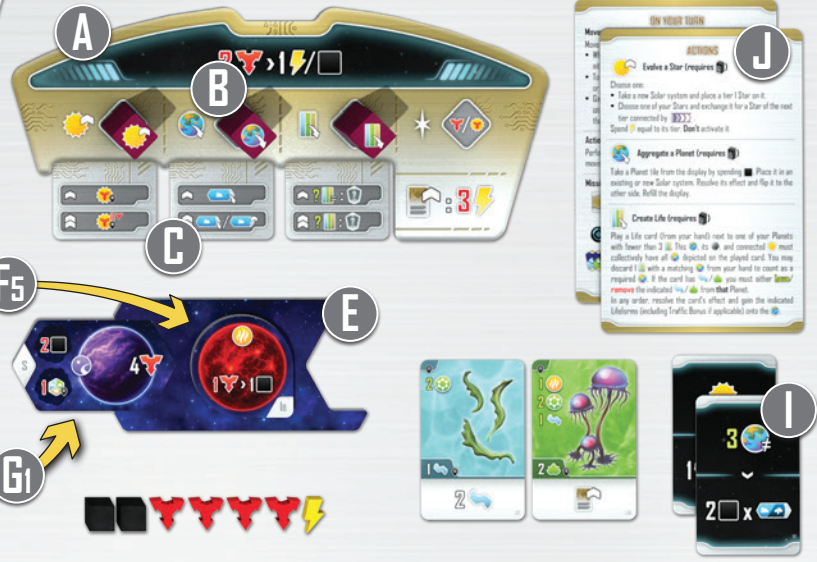 A
2 > 1 /
B
: 3
? :
? :
C
ON YOUR TURN
J
ACTIONS
Evolve a Star (requires )
Choose one:
• Take a new Solar system and place a tier 1 Star on it.
• Choose one of your Stars and exchange it for a Star of the next
tier connected by
Spend equal to its tier. Don't activate it.
Aggregate a Planet (requires )
Take a Planet tile from the display by spending . Place it in an
existing or new Solar system. Resolve its effect and flip it to the
other side. Refill the display.
Create Life (requires )
Play a Life card (from your hand) next to one of your Planets
with fewer than 3 . This , its , and connected must
collectively have all depicted on the played card. You may
discard 1 with a matching from your hand to count as a
required . If the card has / you must either
remove the indicated / from that Planet.
In any order, resolve the card's effect and gain the indicated
Lifeforms (including Traffic Bonus if applicable) onto the .
F5
E
S
2
1
4
1 > 1
G1
2
1
2
1
2
1
2
I
1
3
2 x